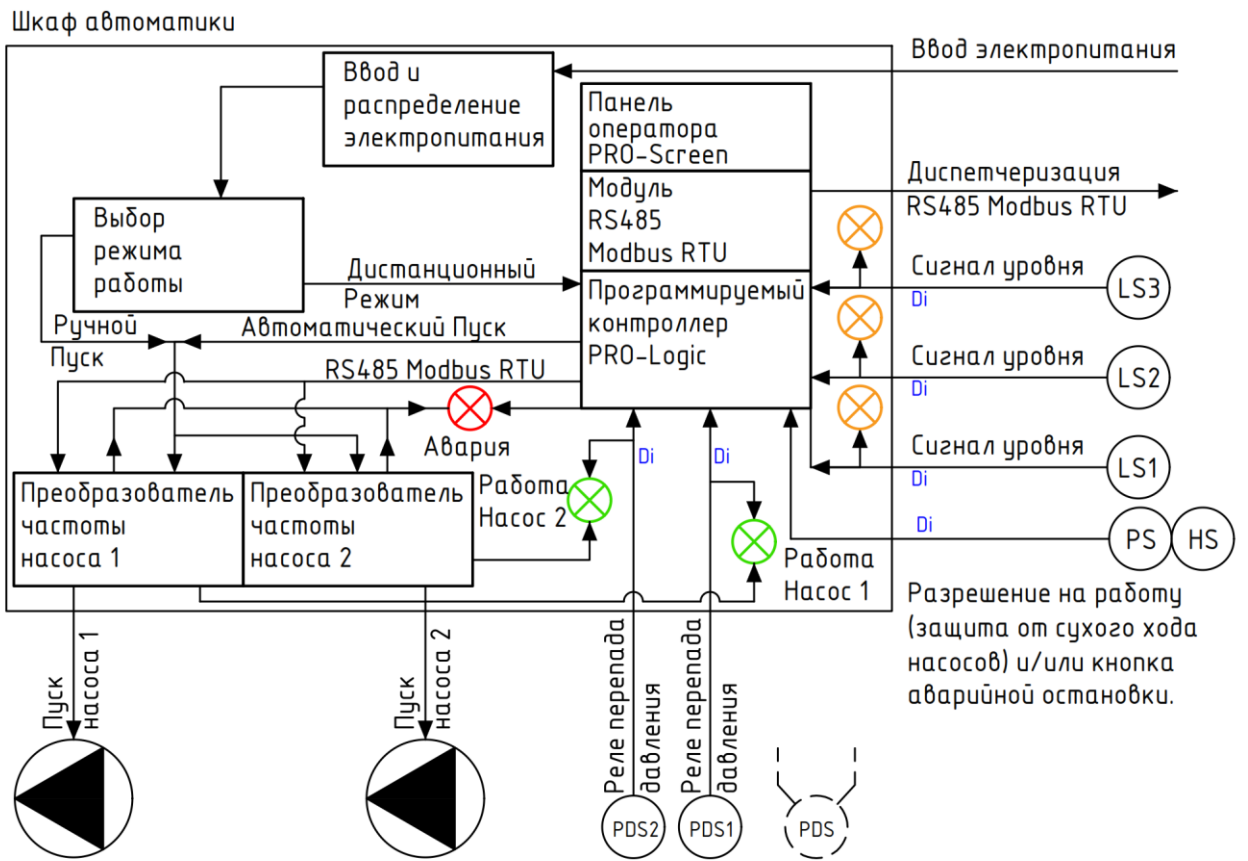 Шкаф автоматики
Ввод электропитания
Ввод и
распределение
электропитания
Панель
оператора
PRO-Screen
Модуль
RS485
Modbus RTU
Диспетчеризация
RS485 Modbus RTU
Выбор
режима
работы
Дистанционный
Режим
Программируемый
контроллер
PRO-Logic
Сигнал уровня
Di
LS3
Ручной
Пуск
Автоматический Пуск
RS485 Modbus RTU
Сигнал уровня
Di
LS2
Авария
Сигнал уровня
Di
LS1
Di
Di
Преобразователь
частоты
насоса 1
Преобразователь
частоты
насоса 2
Работа
Насос 2
Di
PS
HS
Работа
Насос 1
Разрешение на работу
(защита от сухого хода
насосов) и/или кнопка
аварийной остановки.
Пуск
насоса 1
Пуск
насоса 2
Реле перепада
давления
Реле перепада
давления
PDS2
PDS1
PDS